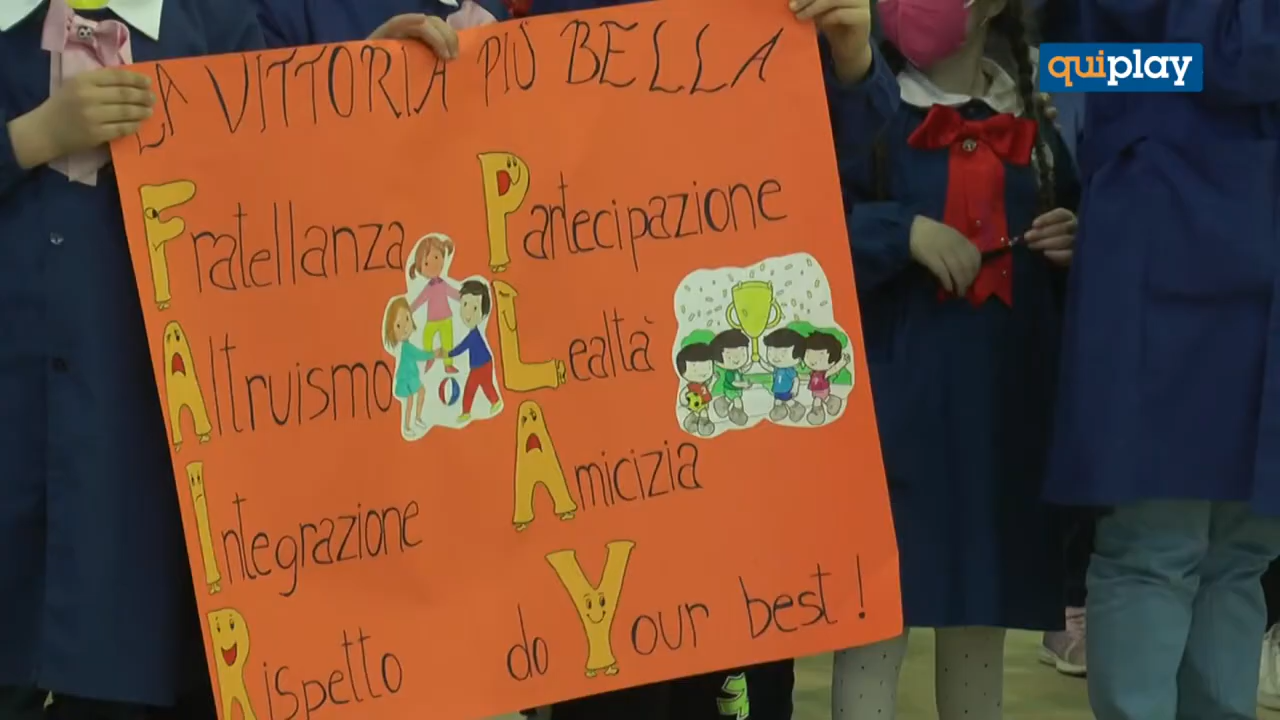 quiplay
LA VITTORIA PIÙ BELLA
Fratellanza
Altruismo
Integrazione
Rispetto
Partecipazione
Lealtà
Amicizia
do Your best!